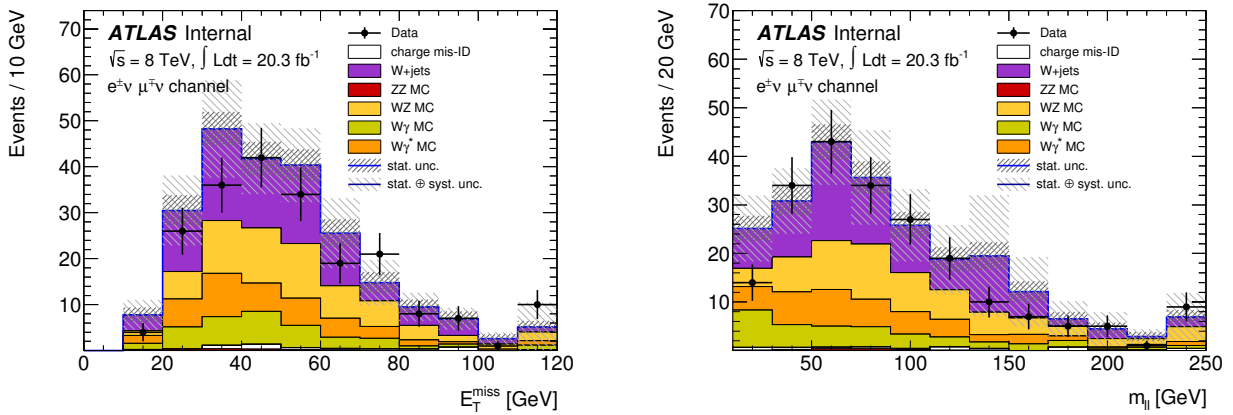 Events / 10 GeV
70
60
50
40
30
20
10
0 20 40 60 80 100 120
E_T^miss [GeV]
ATLAS Internal
√s = 8 TeV, ∫ Ldt = 20.3 fb⁻¹
e±ν μ∓ν channel
Data
charge mis-ID
W+jets
ZZ MC
WZ MC
Wγ MC
Wγ* MC
stat. unc.
stat. ⊕ syst. unc.
Events / 20 GeV
70
60
50
40
30
20
10
50 100 150 200 250
m_ll [GeV]
ATLAS Internal
√s = 8 TeV, ∫ Ldt = 20.3 fb⁻¹
e±ν μ∓ν channel
Data
charge mis-ID
W+jets
ZZ MC
WZ MC
Wγ MC
Wγ* MC
stat. unc.
stat. ⊕ syst. unc.